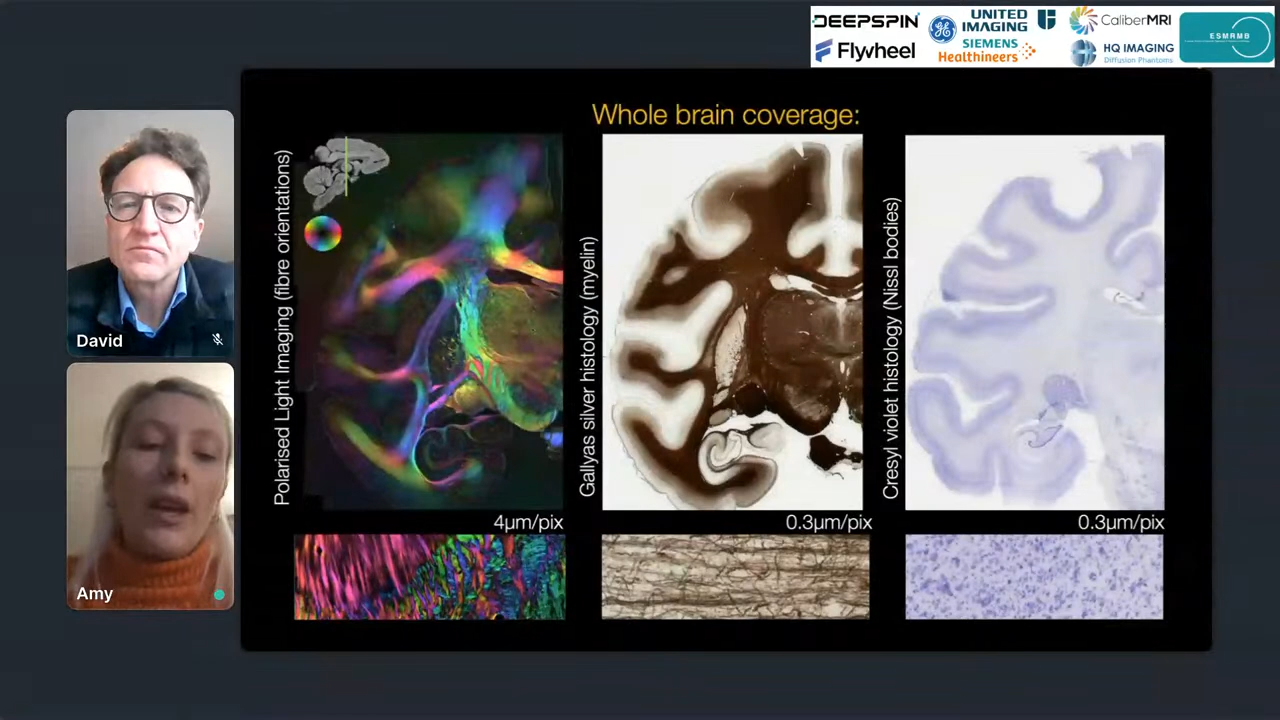 DEEPSPIN
UNITED
IMAGING
CaliberMRI
ESMRMB
Flywheel
SIEMENS
Healthineers
HQ IMAGING
Diffusion Phantoms
Whole brain coverage:
Polarised Light Imaging (fibre orientations)
Gallyas silver histology (myelin)
Cresyl violet histology (Nissl bodies)
David
Amy
4µm/pix
0.3µm/pix
0.3µm/pix